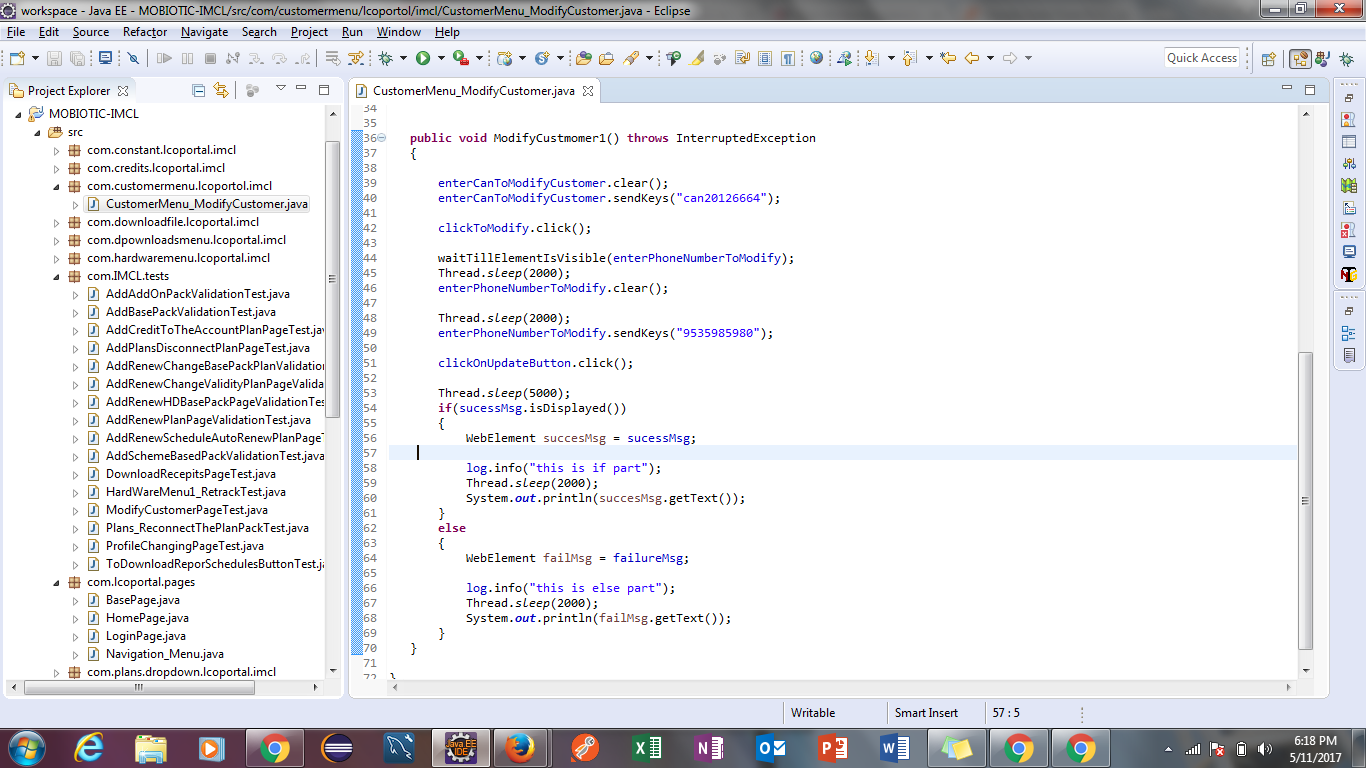 workspace - Java EE - MOBIOTIC-IMCL/src/com/customermenu/lcoportol/imcl/CustomerMenu_ModifyCustomer.java - Eclipse
File Edit Source Refactor Navigate Search Project Run Window Help
Quick Access
Project Explorer
MOBIOTIC-IMCL
src
com.constant.lcoportal.imcl
com.credits.lcoportal.imcl
com.customermenu.lcoportol.imcl
CustomerMenu_ModifyCustomer.java
com.downloadfile.lcoportal.imcl
com.dpownloadsmenu.lcoportal.imcl
com.hardwaremenu.lcoportal.imcl
com.IMCL.tests
AddAddOnPackValidationTest.java
AddBasePackValidationTest.java
AddCreditToTheAccountPlanPageTest.jav
AddPlansDisconnectPlanPageTest.java
AddRenewChangeBasePackPlanValidation
AddRenewChangeValidityPlanPageValida
AddRenewHDBasePackPageValidationTes
AddRenewPlanPageValidationTest.java
AddRenewScheduleAutoRenewPlanPageT
AddSchemeBasedPackValidationTest.java
DownloadRecepitsPageTest.java
HardWareMenu1_RetrackTest.java
ModifyCustomerPageTest.java
Plans_ReconnectThePlanPackTest.java
ProfileChangingPageTest.java
ToDownloadReporSchedulesButtonTest.ja
com.lcoportal.pages
BasePage.java
HomePage.java
LoginPage.java
Navigation_Menu.java
com.plans.dropdown.lcoportal.imcl
CustomerMenu_ModifyCustomer.java
34
35
36 public void ModifyCustmomer1() throws InterruptedException
37 {
38
39 enterCanToModifyCustomer.clear();
40 enterCanToModifyCustomer.sendKeys("can20126664");
41
42 clickToModify.click();
43
44 waitTillElementIsVisible(enterPhoneNumberToModify);
45 Thread.sleep(2000);
46 enterPhoneNumberToModify.clear();
47
48 Thread.sleep(2000);
49 enterPhoneNumberToModify.sendKeys("9535985980");
50
51 clickOnUpdateButton.click();
52
53 Thread.sleep(5000);
54 if(sucessMsg.isDisplayed())
55 {
56 WebElement succesMsg = sucessMsg;
57
58 log.info("this is if part");
59 Thread.sleep(2000);
60 System.out.println(succesMsg.getText());
61 }
62 else
63 {
64 WebElement failMsg = failureMsg;
65
66 log.info("this is else part");
67 Thread.sleep(2000);
68 System.out.println(failMsg.getText());
69 }
70 }
71
72 }
Writable Smart Insert 57 : 5
Java EE IDE
6:18 PM
5/11/2017